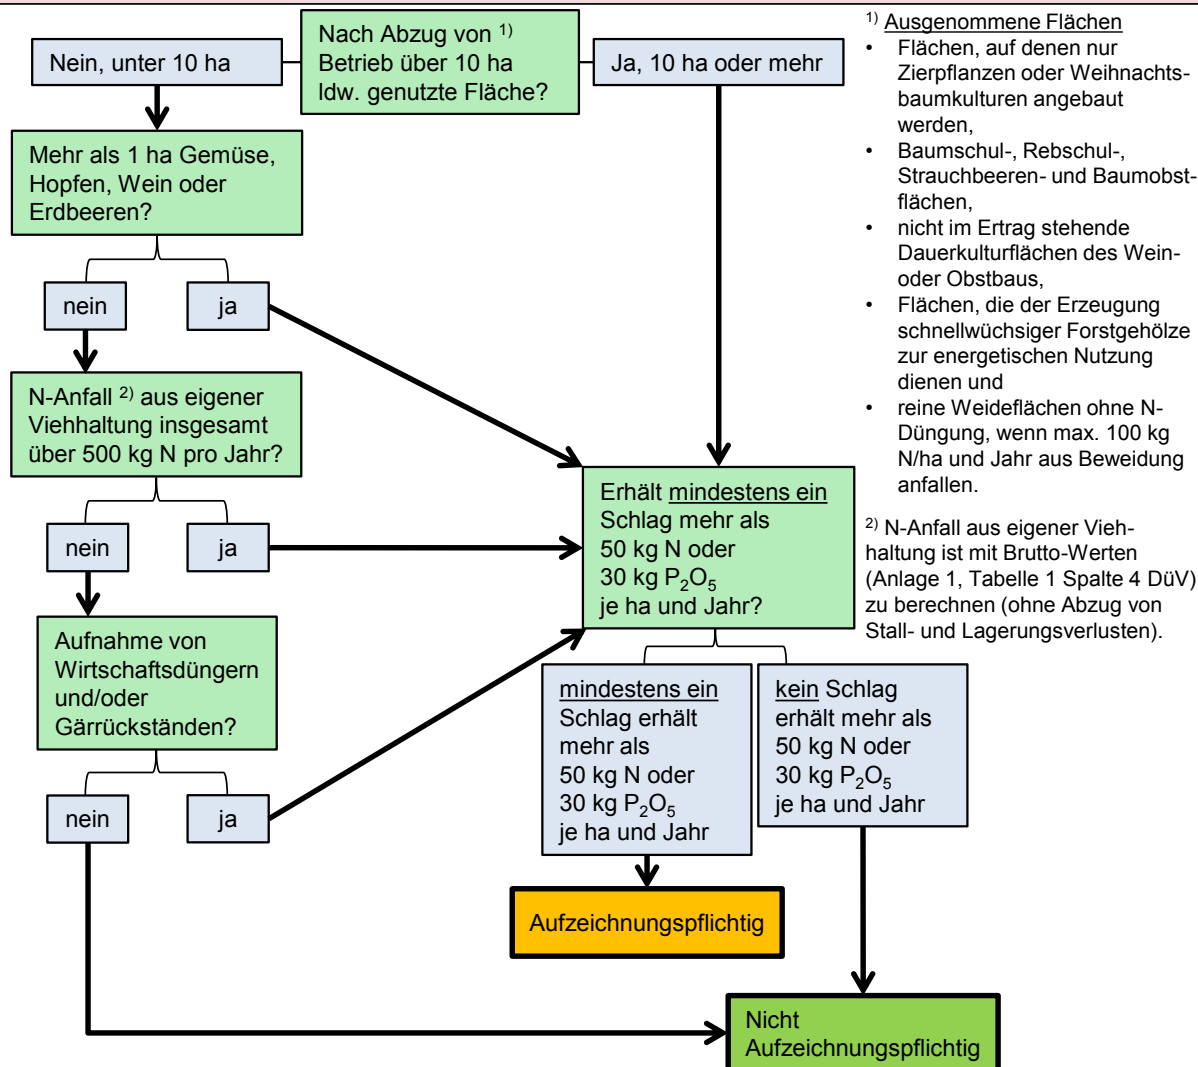 Nach Abzug von 1)
Betrieb über 10 ha
ldw. genutzte Fläche?
Nein, unter 10 ha
Ja, 10 ha oder mehr
Mehr als 1 ha Gemüse,
Hopfen, Wein oder
Erdbeeren?
nein
ja
N-Anfall 2) aus eigener
Viehhaltung insgesamt
über 500 kg N pro Jahr?
nein
ja
Aufnahme von
Wirtschaftsdüngern
und/oder
Gärrückständen?
nein
ja
Erhält mindestens ein
Schlag mehr als
50 kg N oder
30 kg P2O5
je ha und Jahr?
mindestens ein
Schlag erhält
mehr als
50 kg N oder
30 kg P2O5
je ha und Jahr
kein Schlag
erhält mehr als
50 kg N oder
30 kg P2O5
je ha und Jahr
Aufzeichnungspflichtig
Nicht
Aufzeichnungspflichtig
1) Ausgenommene Flächen
• Flächen, auf denen nur
Zierpflanzen oder Weihnachts-
baumkulturen angebaut
werden,
• Baumschul-, Rebschul-,
Strauchbeeren- und Baumobst-
flächen,
• nicht im Ertrag stehende
Dauerkulturflächen des Wein-
oder Obstbaus,
• Flächen, die der Erzeugung
schnellwüchsiger Forstgehölze
zur energetischen Nutzung
dienen und
• reine Weideflächen ohne N-
Düngung, wenn max. 100 kg
N/ha und Jahr aus Beweidung
anfallen.
2) N-Anfall aus eigener Vieh-
haltung ist mit Brutto-Werten
(Anlage 1, Tabelle 1 Spalte 4 DüV)
zu berechnen (ohne Abzug von
Stall- und Lagerungsverlusten).